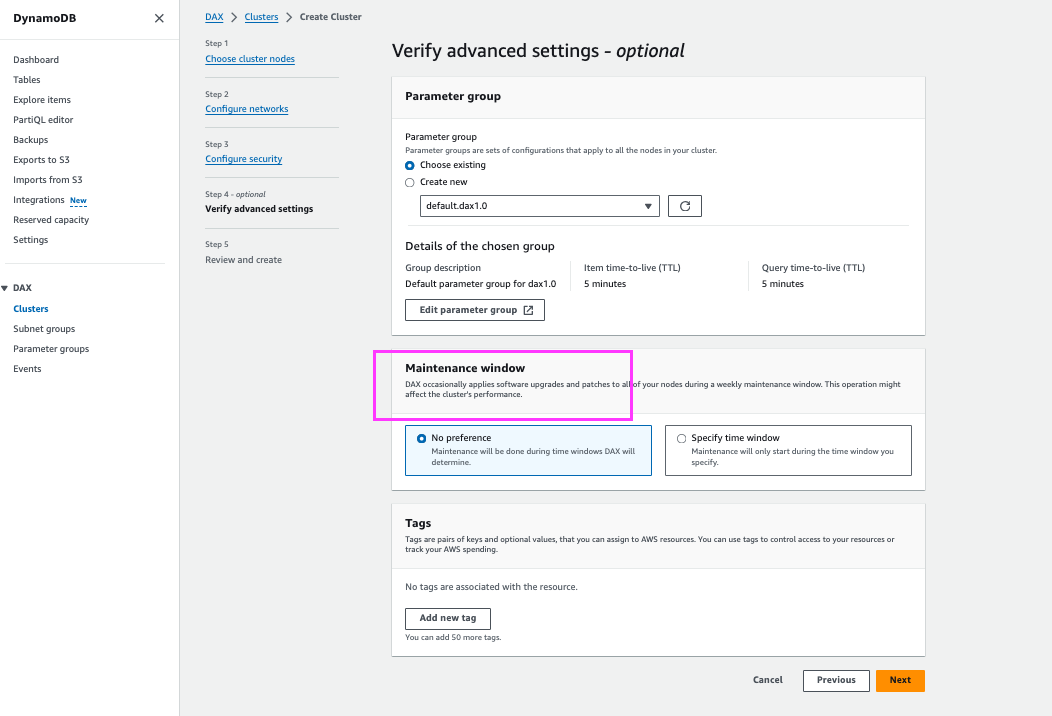 DynamoDB
Dashboard
Tables
Explore items
PartiQL editor
Backups
Exports to S3
Imports from S3
Integrations New
Reserved capacity
Settings
DAX
Clusters
Subnet groups
Parameter groups
Events
DAX > Clusters > Create Cluster
Step 1
Choose cluster nodes
Step 2
Configure networks
Step 3
Configure security
Step 4 - optional
Verify advanced settings
Step 5
Review and create
Verify advanced settings - optional
Parameter group
Parameter group
Parameter groups are sets of configurations that apply to all the nodes in your cluster.
Choose existing
Create new
default.dax1.0
Details of the chosen group
Group description
Default parameter group for dax1.0
Item time-to-live (TTL)
5 minutes
Query time-to-live (TTL)
5 minutes
Edit parameter group
Maintenance window
DAX occasionally applies software upgrades and patches to all of your nodes during a weekly maintenance window. This operation might
affect the cluster's performance.
No preference
Maintenance will be done during time windows DAX will
determine.
Specify time window
Maintenance will only start during the time window you
specify.
Tags
Tags are pairs of keys and optional values, that you can assign to AWS resources. You can use tags to control access to your resources or
track your AWS spending.
No tags are associated with the resource.
Add new tag
You can add 50 more tags.
Cancel
Previous
Next